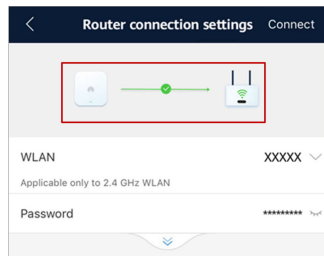 Router connection settings Connect
WLAN XXXXX
Applicable only to 2.4 GHz WLAN
Password *********